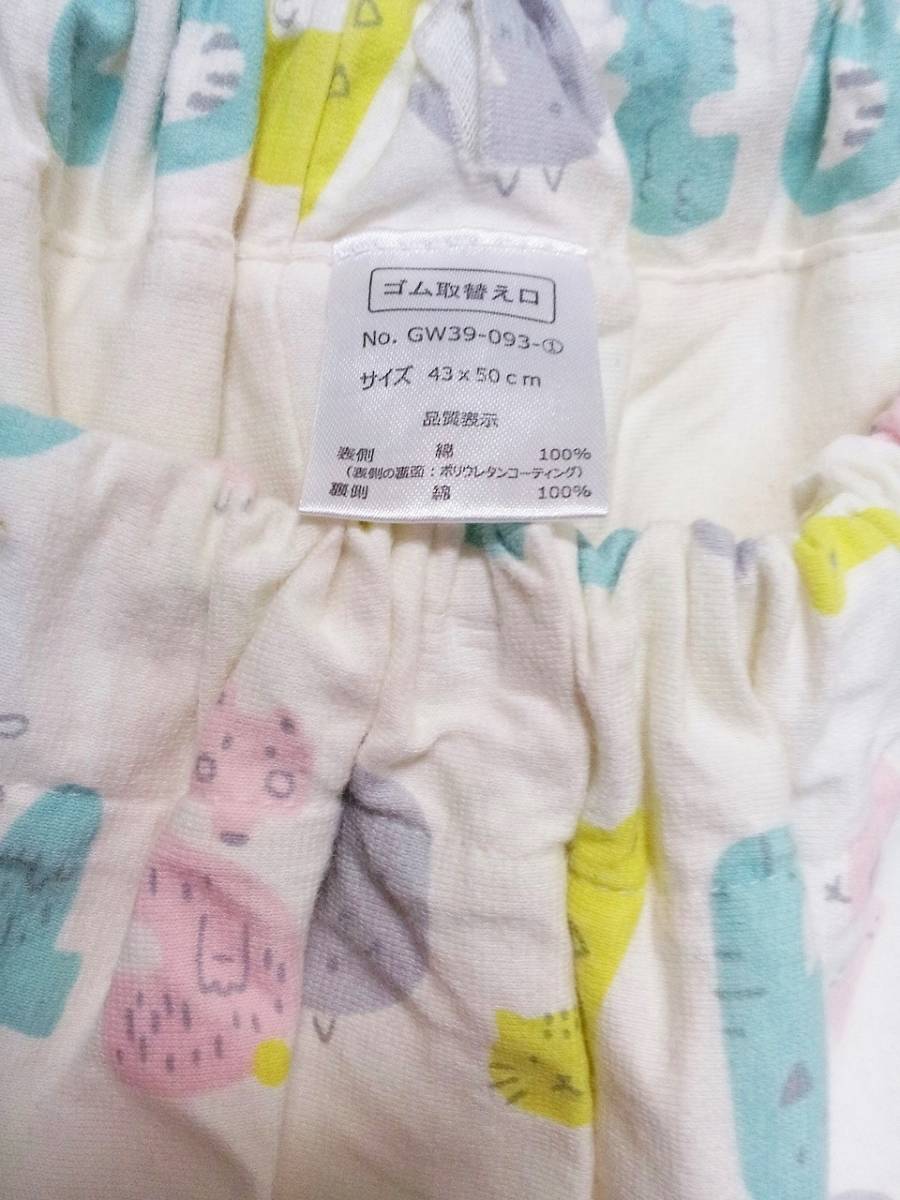 ゴム取替え口
No. GW39-093-①
サイズ 43x50cm
品質表示
表側 綿 100%
(表側の裏面:ポリウレタンコーティング)
裏側 綿 100%